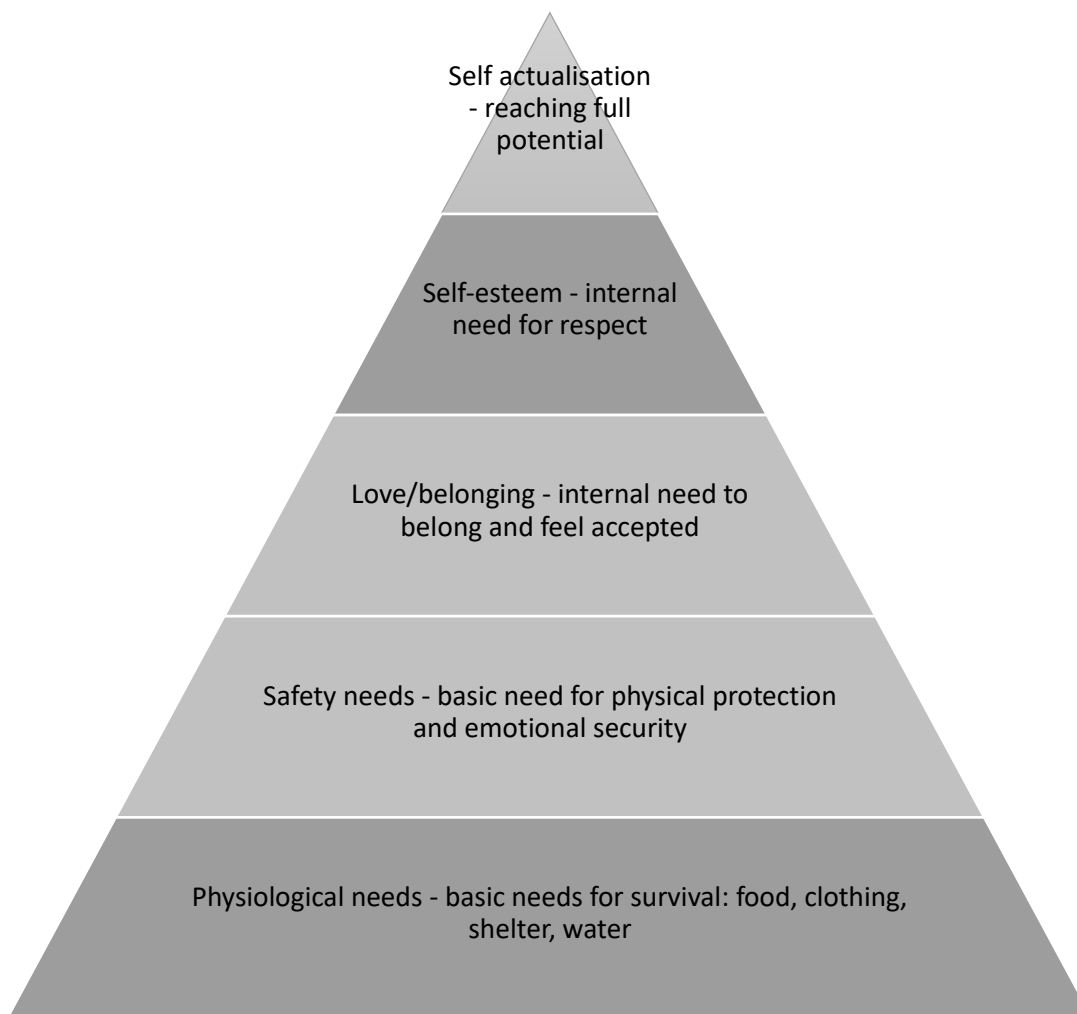 Self actualisation
- reaching full
potential
Self-esteem - internal
need for respect
Love/belonging - internal need to
belong and feel accepted
Safety needs - basic need for physical protection
and emotional security
Physiological needs - basic needs for survival: food, clothing,
shelter, water